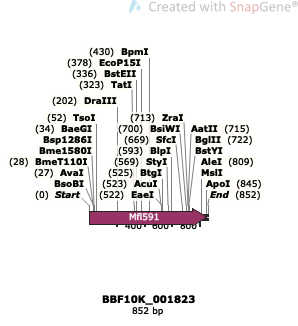 Created with SnapGene®
(430) BpmI
(378) EcoP15I
(336) BstEII
(323) TatI
(202) DraIII
(52) TsoI (713) ZraI
(34) BaeGI (700) BsiWI AatII (715)
Bsp1286I (669) SfcI BglII (722)
Bme1580I (593) BlpI BstYI
(28) BmeT110I (569) StyI AleI (809)
(27) AvaI (525) BtgI MslI
BsoBI (523) AcuI ApoI (845)
(0) Start (522) EaeI End (852)
Mfl591
200 400 600 800
BBF10K_001823
852 bp